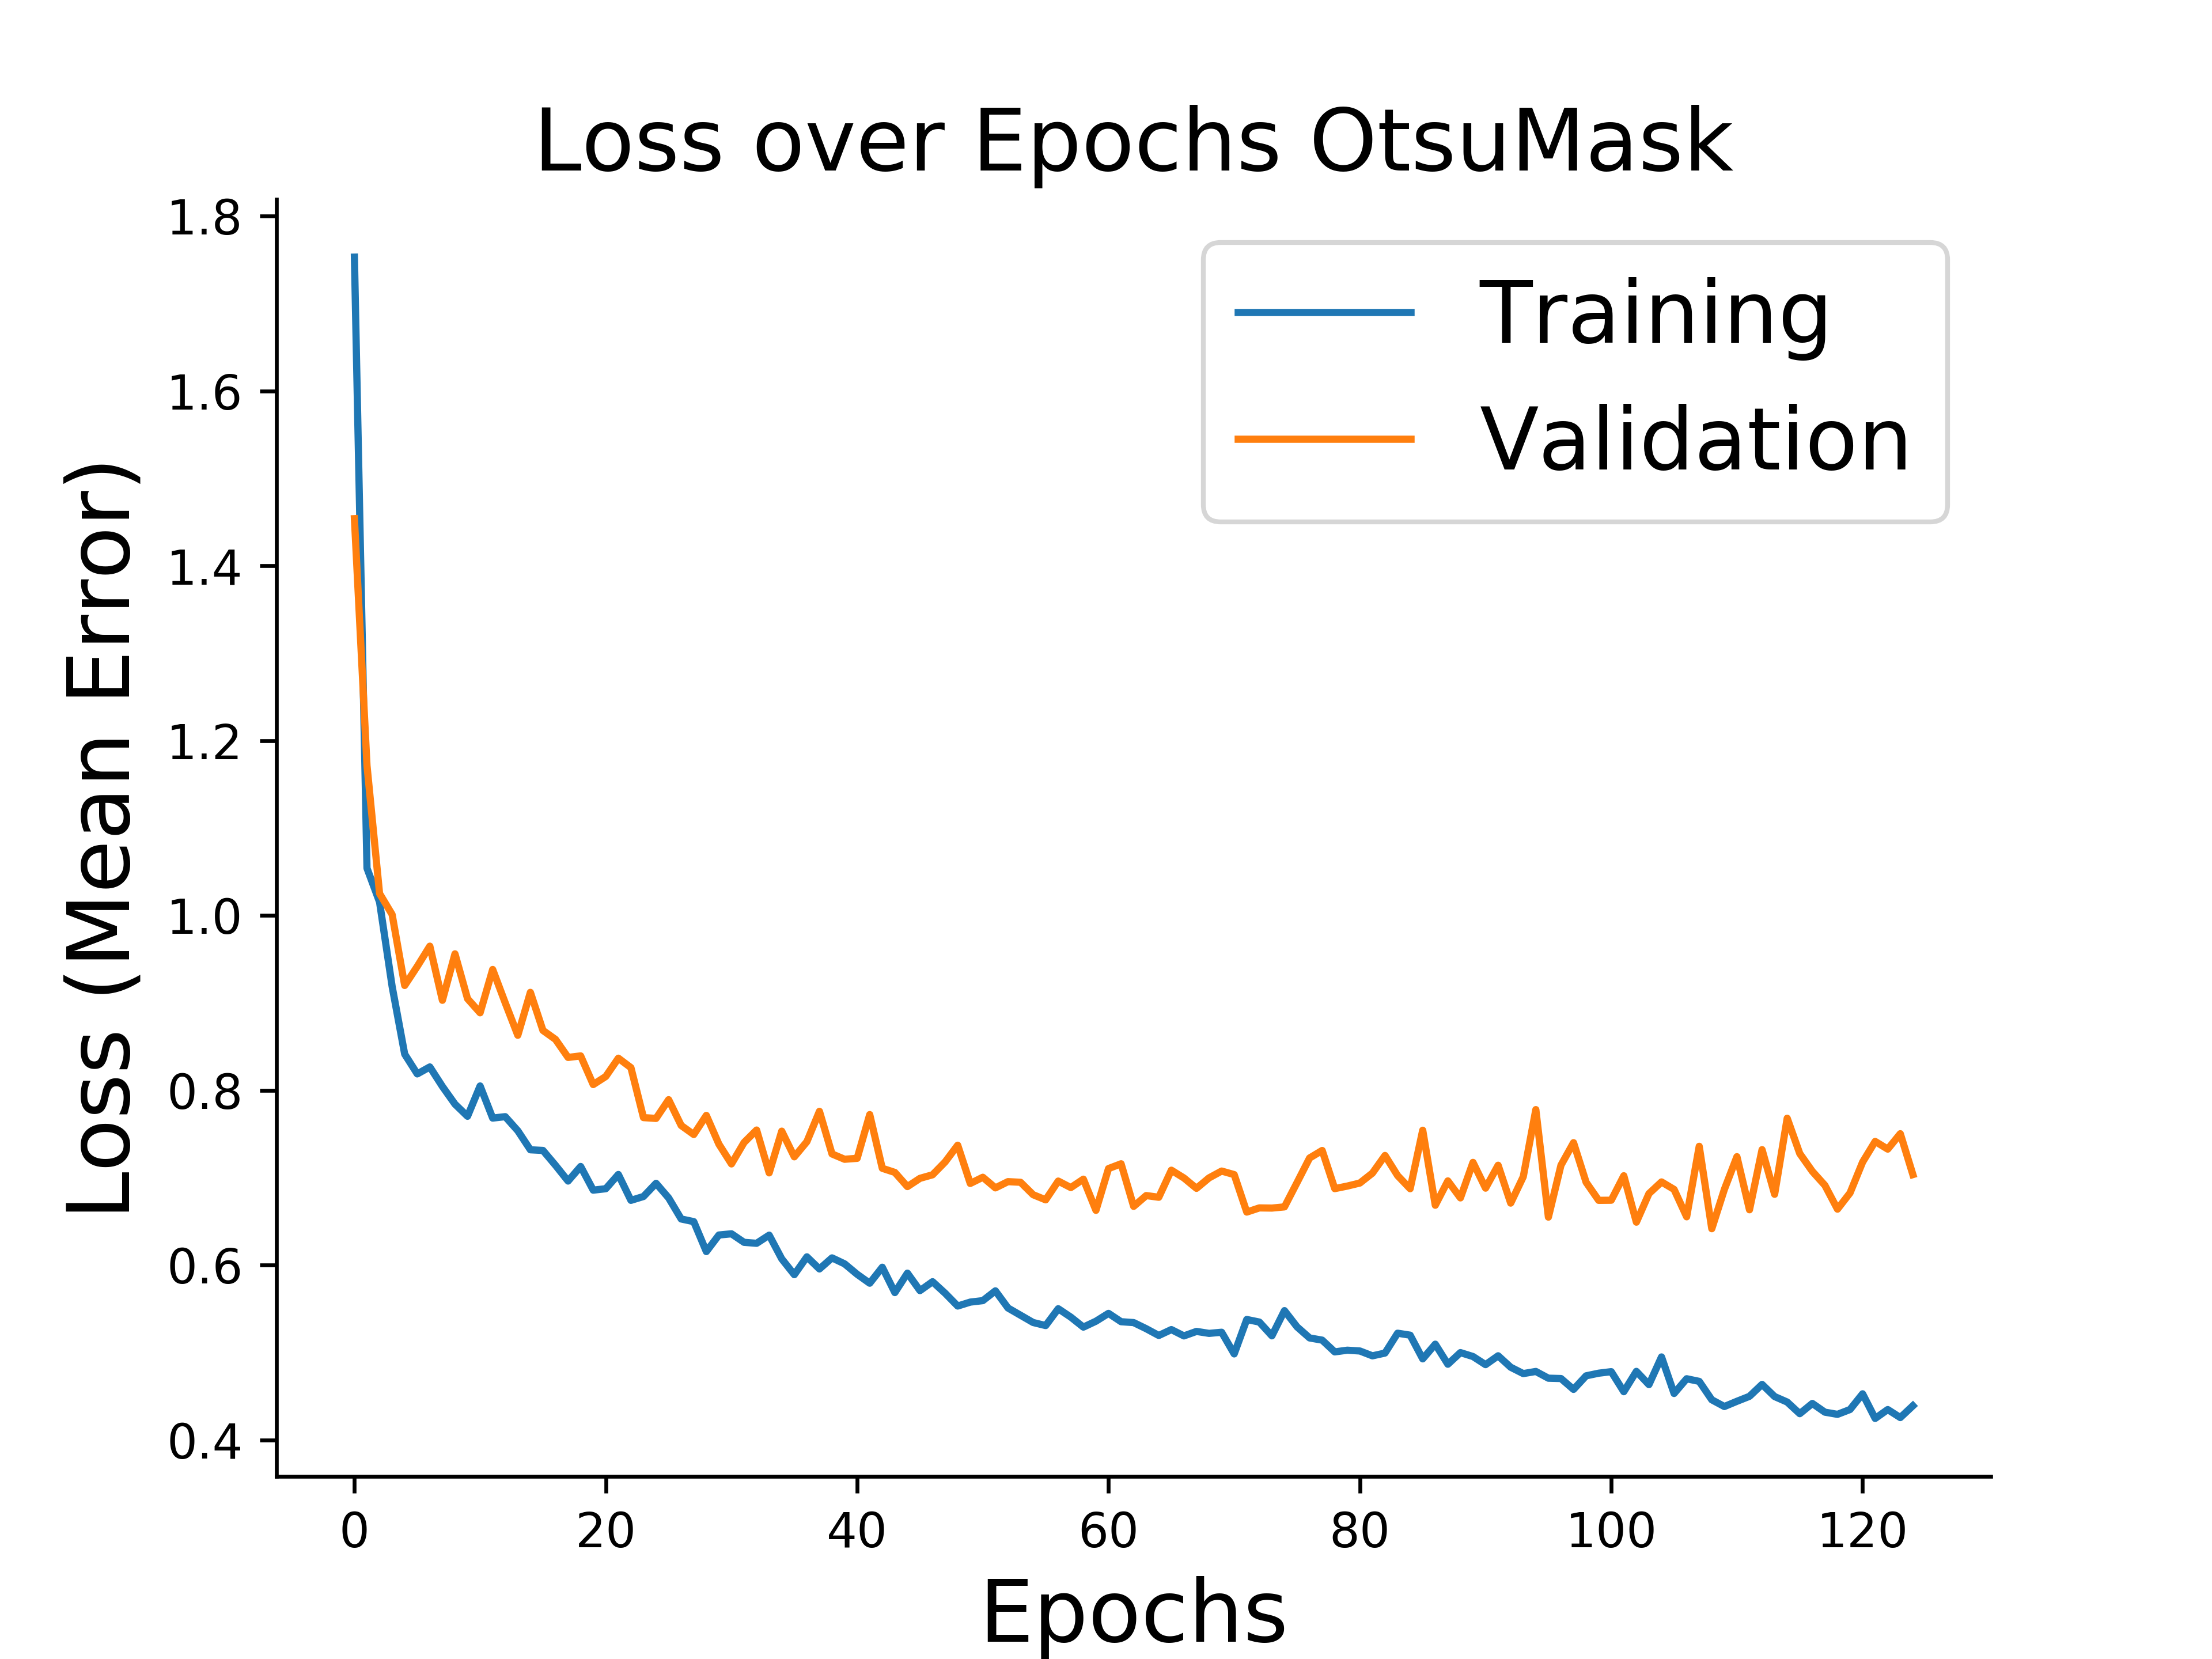 Loss over Epochs OtsuMask
Training
Validation
Loss (Mean Error)
1.8
1.6
1.4
1.2
1.0
0.8
0.6
0.4
0 20 40 60 80 100 120
Epochs